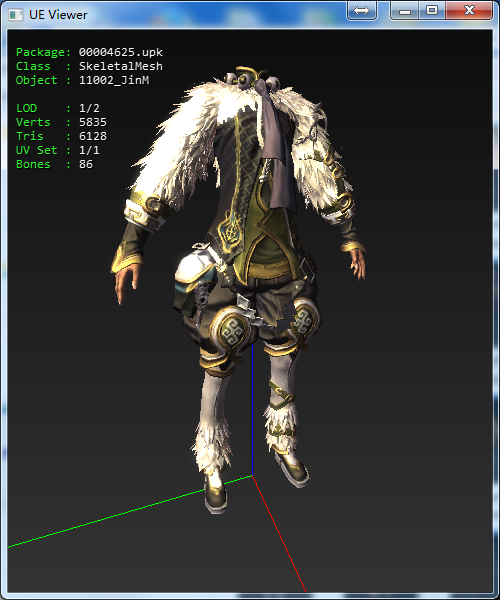 UE Viewer
Package: 00004625.upk
Class : SkeletalMesh
Object : 11002_JinM
LOD : 1/2
Verts : 5835
Tris : 6128
UV Set : 1/1
Bones : 86